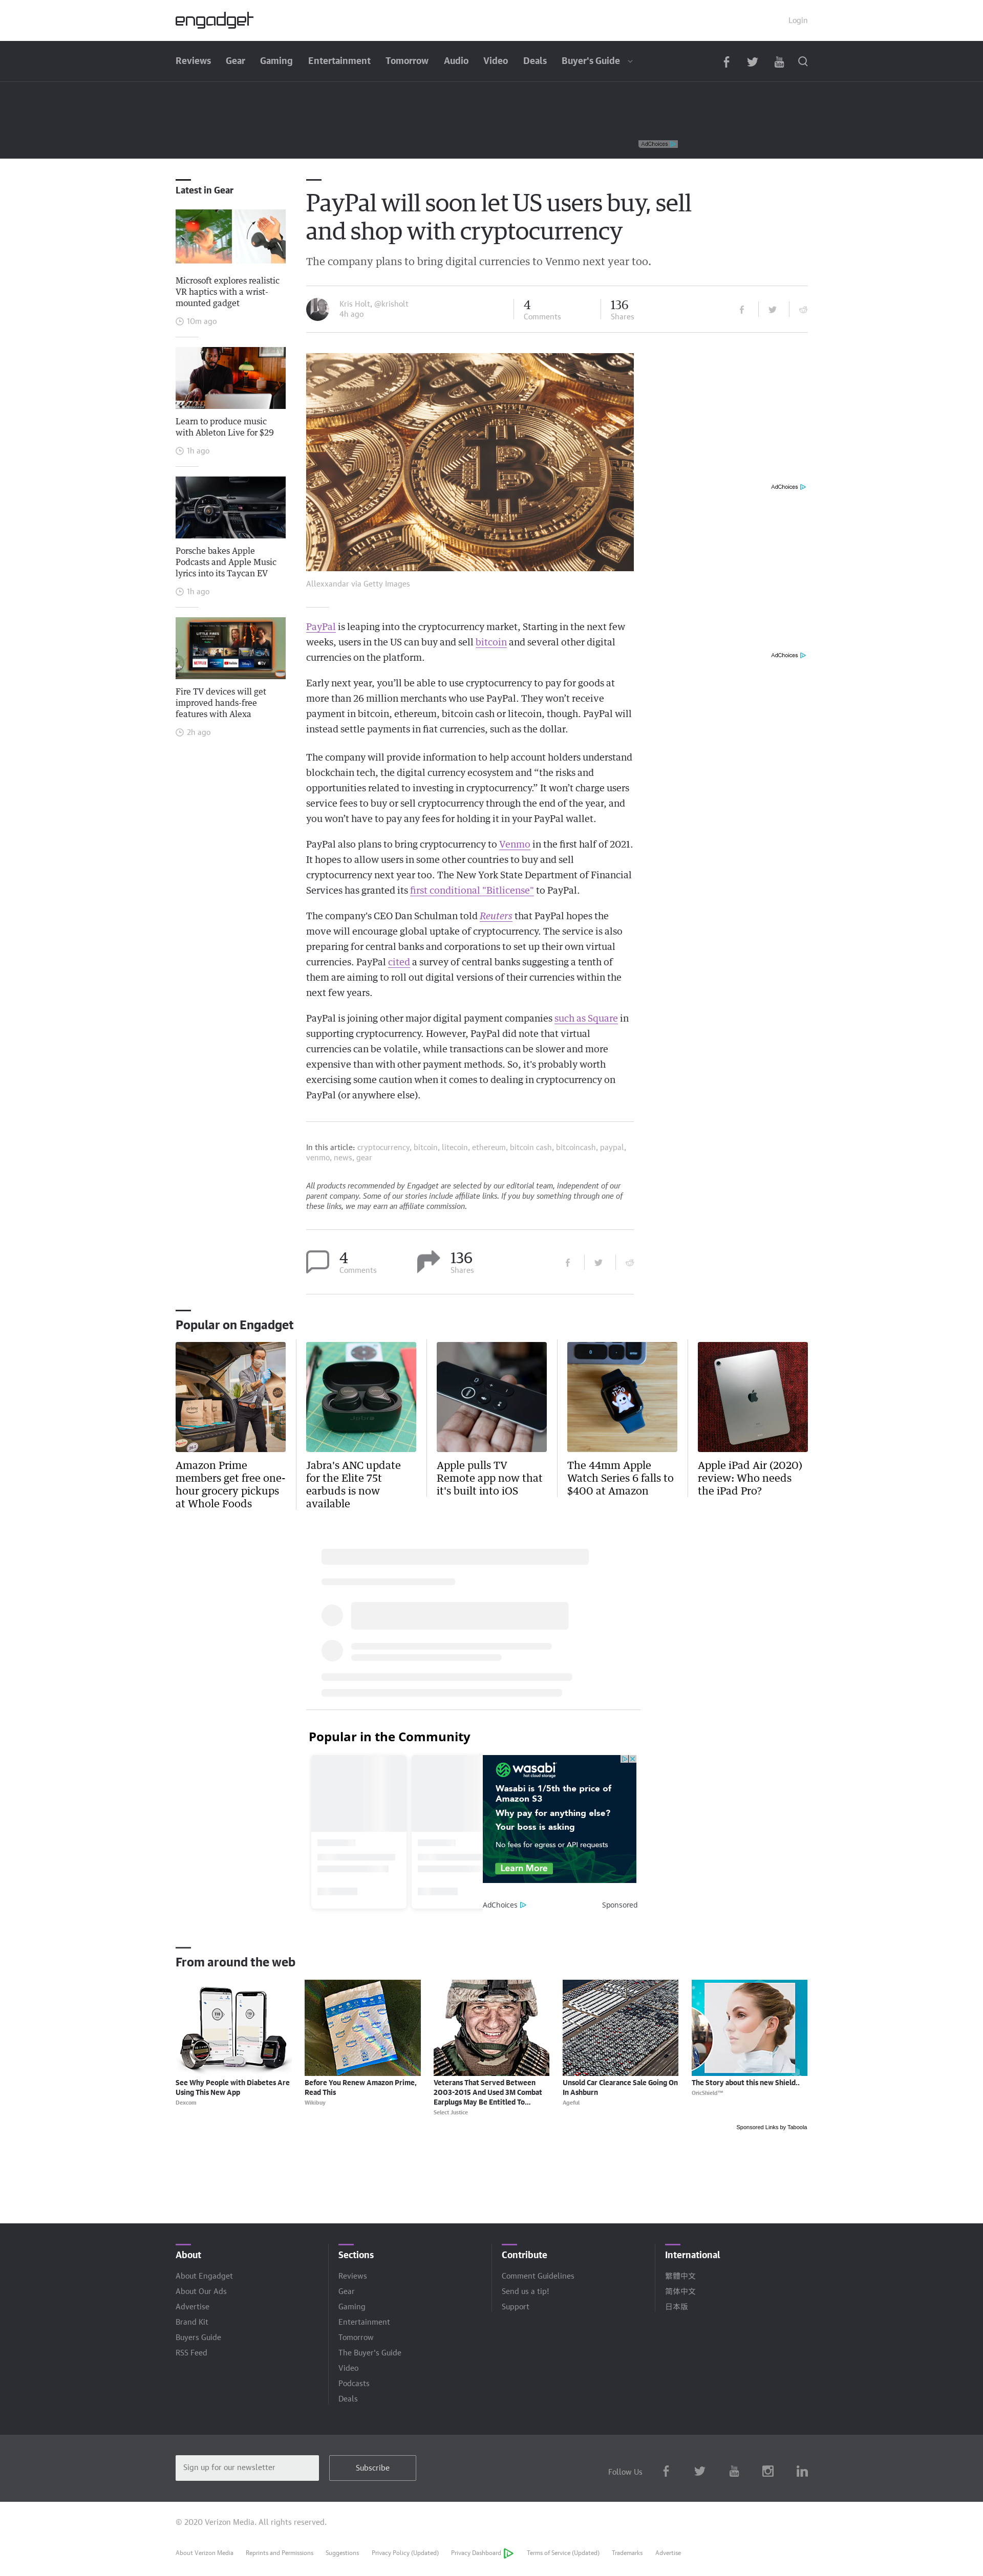 engadget
Login
Reviews Gear Gaming Entertainment Tomorrow Audio Video Deals Buyer's Guide
AdChoices
Latest in Gear
Microsoft explores realistic
VR haptics with a wrist-
mounted gadget
10m ago
Learn to produce music
with Ableton Live for $29
1h ago
Porsche bakes Apple
Podcasts and Apple Music
lyrics into its Taycan EV
1h ago
Fire TV devices will get
improved hands-free
features with Alexa
2h ago
PayPal will soon let US users buy, sell
and shop with cryptocurrency
The company plans to bring digital currencies to Venmo next year too.
Kris Holt, @krisholt
4h ago
4
Comments
136
Shares
Allexxandar via Getty Images
AdChoices
AdChoices
PayPal is leaping into the cryptocurrency market, Starting in the next few
weeks, users in the US can buy and sell bitcoin and several other digital
currencies on the platform.
Early next year, you'll be able to use cryptocurrency to pay for goods at
more than 26 million merchants who use PayPal. They won't receive
payment in bitcoin, ethereum, bitcoin cash or litecoin, though. PayPal will
instead settle payments in fiat currencies, such as the dollar.
The company will provide information to help account holders understand
blockchain tech, the digital currency ecosystem and “the risks and
opportunities related to investing in cryptocurrency.” It won't charge users
service fees to buy or sell cryptocurrency through the end of the year, and
you won't have to pay any fees for holding it in your PayPal wallet.
PayPal also plans to bring cryptocurrency to Venmo in the first half of 2021.
It hopes to allow users in some other countries to buy and sell
cryptocurrency next year too. The New York State Department of Financial
Services has granted its first conditional "Bitlicense" to PayPal.
The company's CEO Dan Schulman told Reuters that PayPal hopes the
move will encourage global uptake of cryptocurrency. The service is also
preparing for central banks and corporations to set up their own virtual
currencies. PayPal cited a survey of central banks suggesting a tenth of
them are aiming to roll out digital versions of their currencies within the
next few years.
PayPal is joining other major digital payment companies such as Square in
supporting cryptocurrency. However, PayPal did note that virtual
currencies can be volatile, while transactions can be slower and more
expensive than with other payment methods. So, it's probably worth
exercising some caution when it comes to dealing in cryptocurrency on
PayPal (or anywhere else).
In this article: cryptocurrency, bitcoin, litecoin, ethereum, bitcoin cash, bitcoincash, paypal,
venmo, news, gear
All products recommended by Engadget are selected by our editorial team, independent of our
parent company. Some of our stories include affiliate links. If you buy something through one of
these links, we may earn an affiliate commission.
4
Comments
136
Shares
Popular on Engadget
Amazon Prime
members get free one-
hour grocery pickups
at Whole Foods
Jabra's ANC update
for the Elite 75t
earbuds is now
available
Apple pulls TV
Remote app now that
it's built into iOS
The 44mm Apple
Watch Series 6 falls to
$400 at Amazon
Apple iPad Air (2020)
review: Who needs
the iPad Pro?
Popular in the Community
wasabi
hot cloud storage
Wasabi is 1/5th the price of
Amazon S3
Why pay for anything else?
Your boss is asking
No fees for egress or API requests
Learn More
AdChoices
Sponsored
From around the web
See Why People with Diabetes Are
Using This New App
Dexcom
Before You Renew Amazon Prime,
Read This
Wikibuy
Veterans That Served Between
2003-2015 And Used 3M Combat
Earplugs May Be Entitled To...
Select Justice
Unsold Car Clearance Sale Going On
In Ashburn
Ageful
The Story about this new Shield..
OricShield™
Sponsored Links by Taboola
About
About Engadget
About Our Ads
Advertise
Brand Kit
Buyers Guide
RSS Feed
Sections
Reviews
Gear
Gaming
Entertainment
Tomorrow
The Buyer's Guide
Video
Podcasts
Deals
Contribute
Comment Guidelines
Send us a tip!
Support
International
繁體中文
简体中文
日本版
Sign up for our newsletter
Subscribe
Follow Us
© 2020 Verizon Media. All rights reserved.
About Verizon Media Reprints and Permissions Suggestions Privacy Policy (Updated) Privacy Dashboard Terms of Service (Updated) Trademarks Advertise